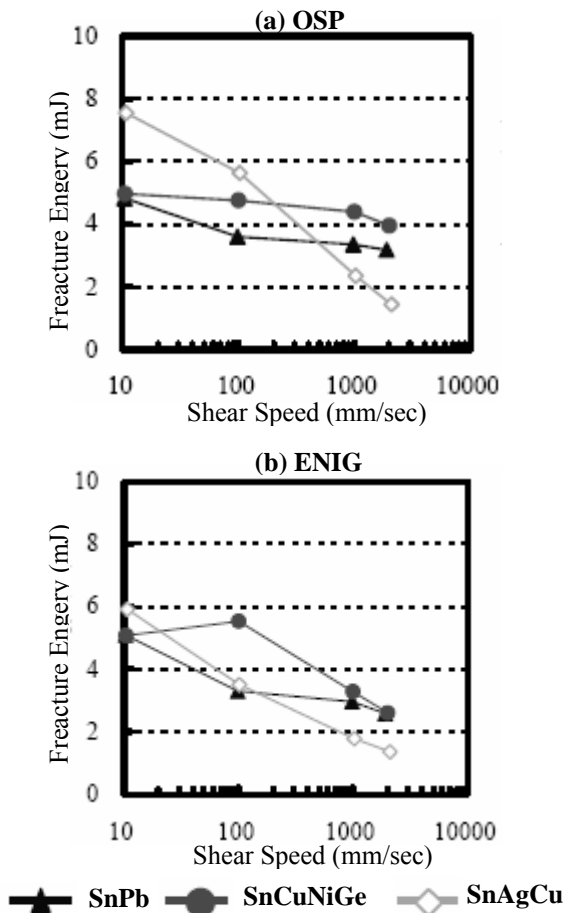 (a) OSP
10
8
6
4
2
0
Freacture Engery (mJ)
10 100 1000 10000
Shear Speed (mm/sec)
(b) ENIG
10
8
6
4
2
0
Freacture Engery (mJ)
10 100 1000 10000
Shear Speed (mm/sec)
SnPb SnCuNiGe SnAgCu